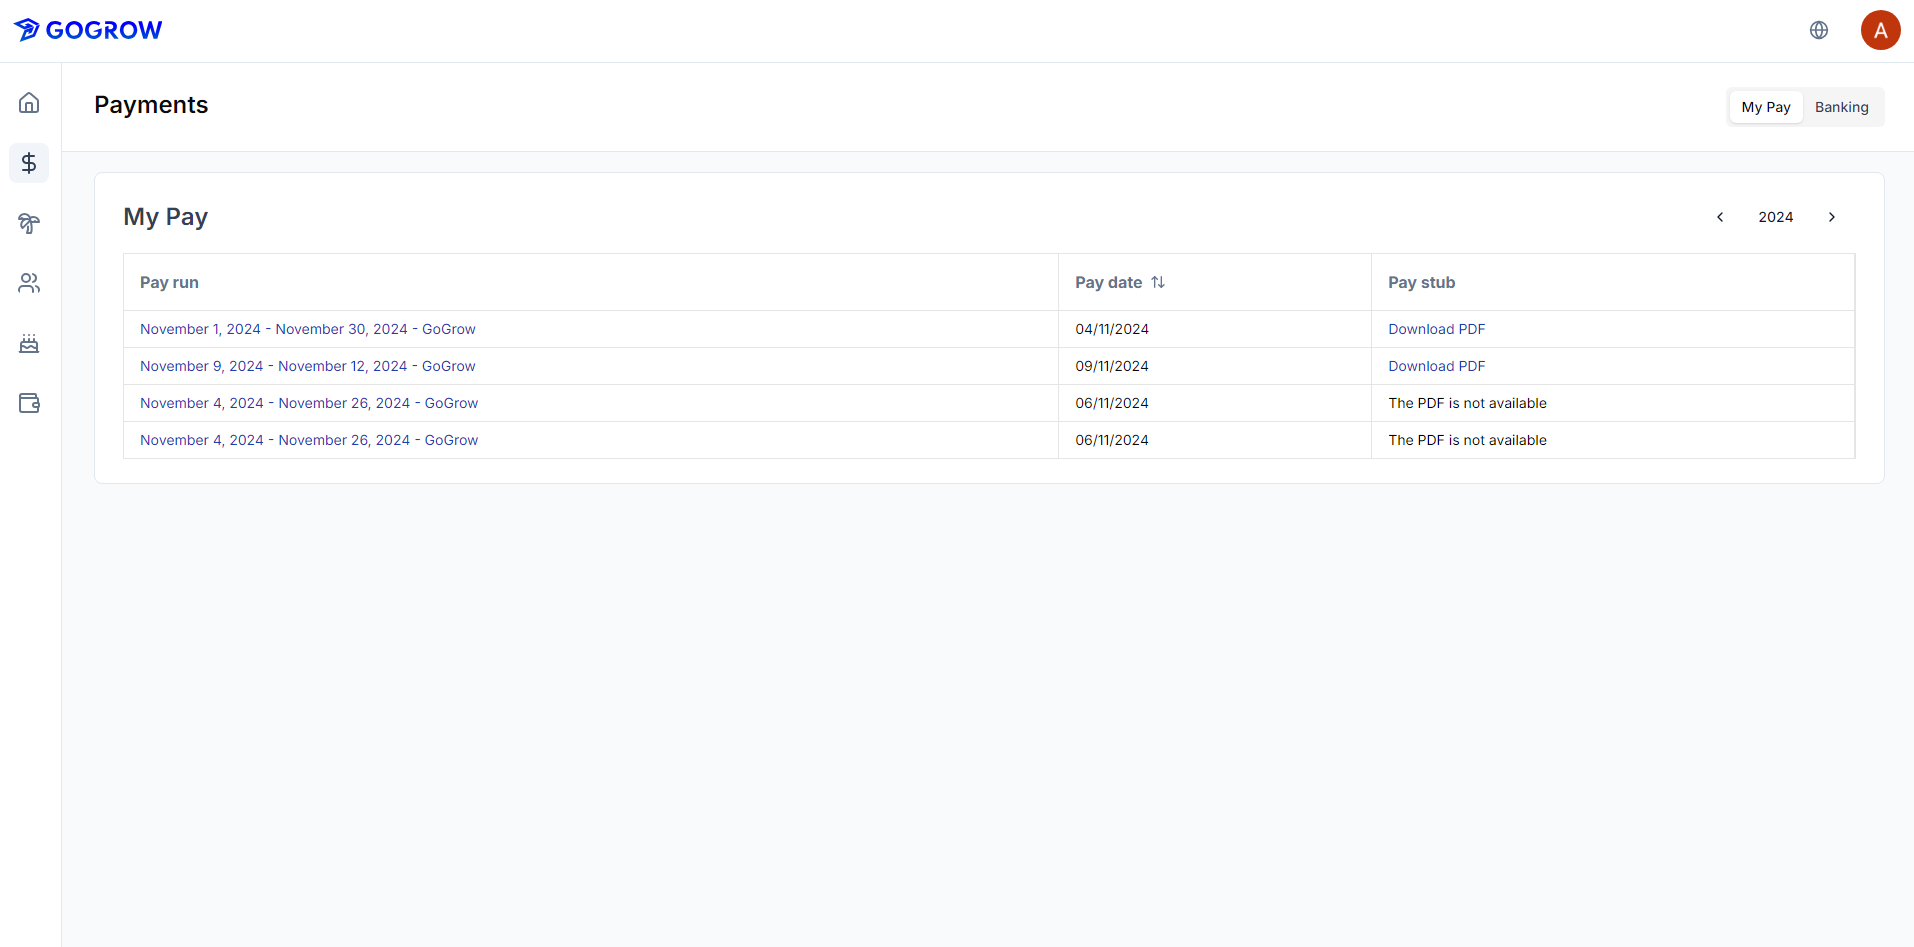 GOGROW
A
Payments
My Pay Banking
My Pay
2024
Pay run Pay date Pay stub
November 1, 2024 - November 30, 2024 - GoGrow 04/11/2024 Download PDF
November 9, 2024 - November 12, 2024 - GoGrow 09/11/2024 Download PDF
November 4, 2024 - November 26, 2024 - GoGrow 06/11/2024 The PDF is not available
November 4, 2024 - November 26, 2024 - GoGrow 06/11/2024 The PDF is not available